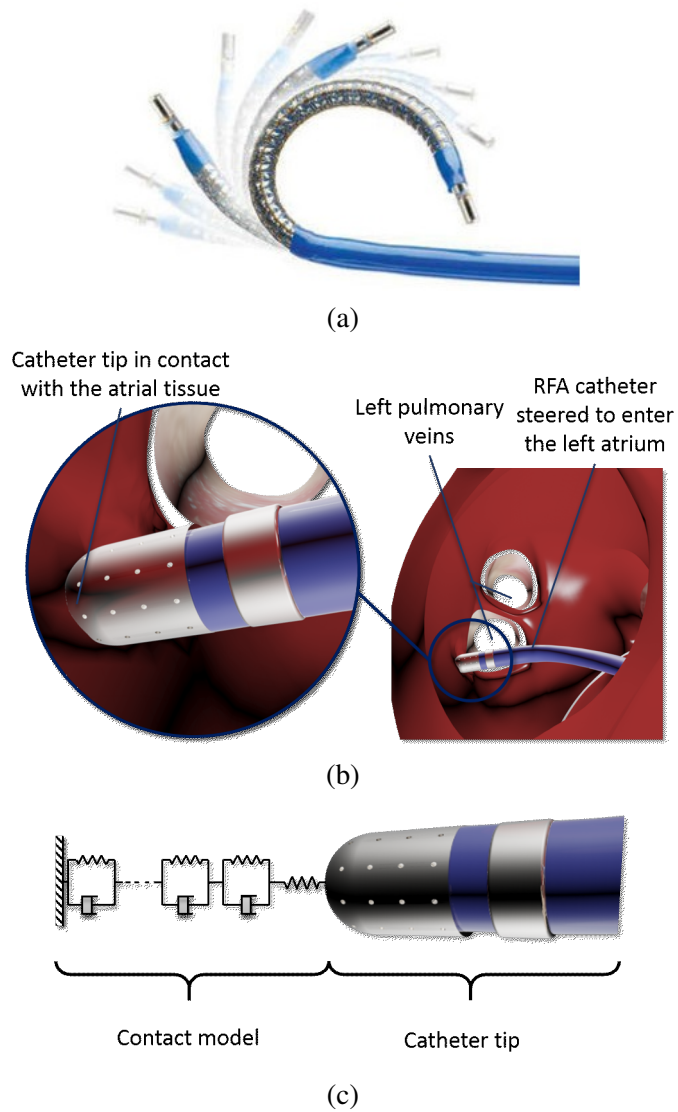 (a)
Catheter tip in contact
with the atrial tissue
Left pulmonary
veins
RFA catheter
steered to enter
the left atrium
(b)
Contact model
Catheter tip
(c)